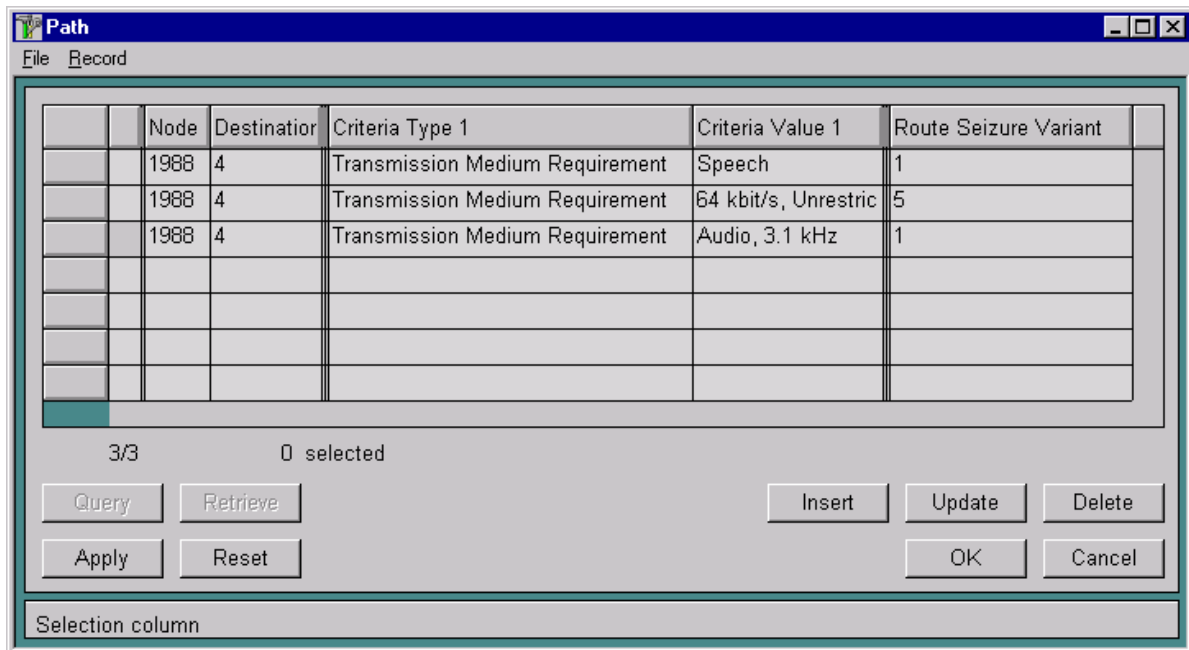 Path
File Record
Node Destination Criteria Type 1 Criteria Value 1 Route Seizure Variant
1988 4 Transmission Medium Requirement Speech 1
1988 4 Transmission Medium Requirement 64 kbit/s, Unrestric 5
1988 4 Transmission Medium Requirement Audio, 3.1 kHz 1
3/3 0 selected
Query Retrieve Insert Update Delete
Apply Reset OK Cancel
Selection column